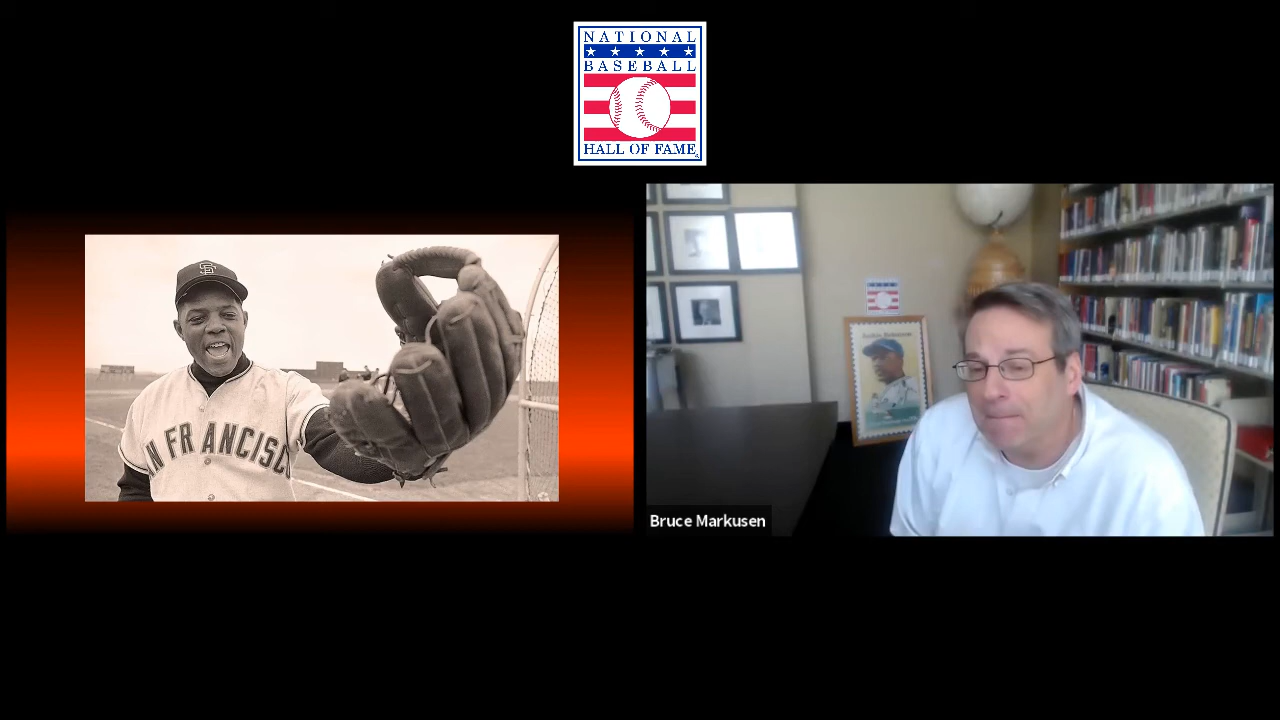 NATIONAL
BASEBALL
HALL OF FAME
SF
N FRANCISC
Bruce Markusen